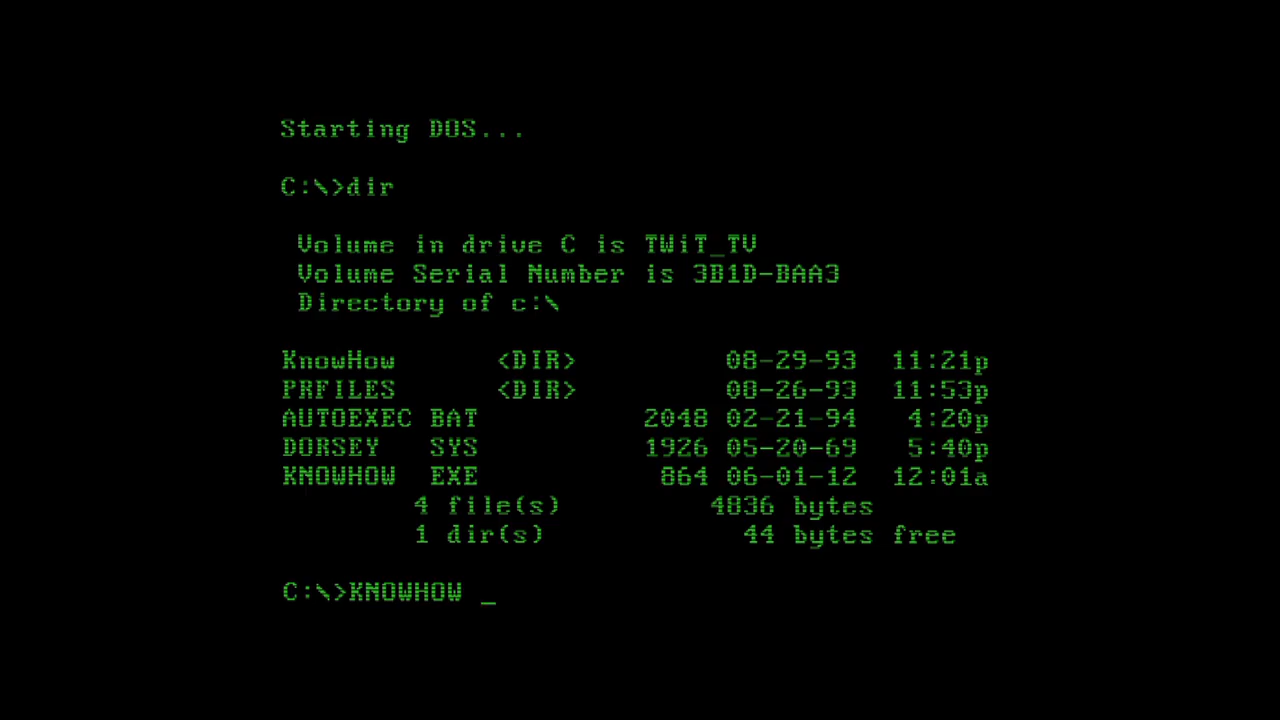 Starting DOS...
C:\>dir
Volume in drive C is TWiT_TV
Volume Serial Number is 3B1D-BAA3
Directory of c:\
KnowHow <DIR> 08-29-93 11:21p
PRFILES <DIR> 08-26-93 11:53p
AUTOEXEC BAT 2048 02-21-94 4:20p
DORSEY SYS 1926 05-20-69 5:40p
KNOWHOW EXE 864 06-01-12 12:01a
4 file(s) 4836 bytes
1 dir(s) 44 bytes free
C:\>KNOWHOW _